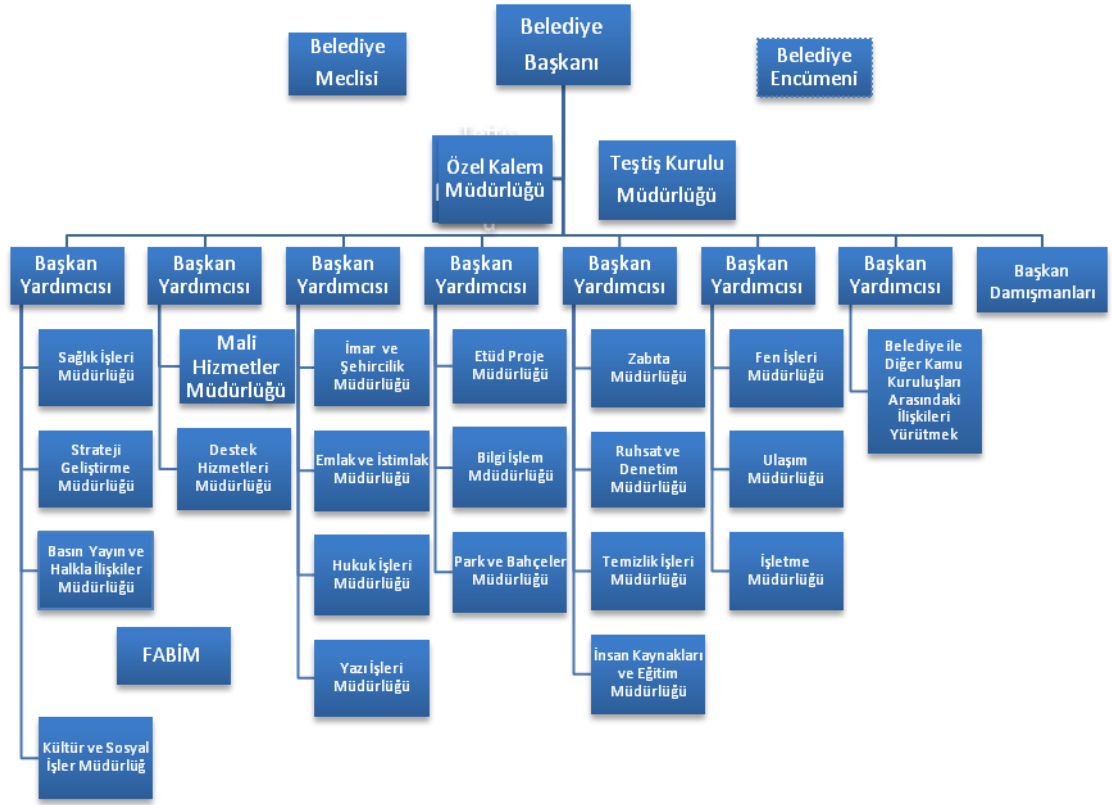 Belediye
Başkanı
Belediye
Meclisi
Belediye
Encümeni
Özel Kalem
Müdürlüğü
Teştiş Kurulu
Müdürlüğü
Başkan
Yardımcısı
Başkan
Yardımcısı
Başkan
Yardımcısı
Başkan
Yardımcısı
Başkan
Yardımcısı
Başkan
Yardımcısı
Başkan
Yardımcısı
Başkan
Damışmanları
Sağlık İşleri
Müdürlüğü
Strateji
Geliştirme
Müdürlüğü
Basın Yayın ve
Halkla İlişkiler
Müdürlüğü
FABİM
Kültür ve Sosyal
İşler Müdürlüğ
Mali
Hizmetler
Müdürlüğü
Destek
Hizmetleri
Müdürlüğü
İmar ve
Şehircilik
Müdürlüğü
Emlak ve İstimlak
Müdürlüğü
Hukuk İşleri
Müdürlüğü
Yazı İşleri
Müdürlüğü
Etüd Proje
Müdürlüğü
Bilgi İşlem
Mdüdürlüğü
Park ve Bahçeler
Müdürlüğü
Zabıta
Müdürlüğü
Ruhsat ve
Denetim
Müdürlüğü
Temizlik İşleri
Müdürlüğü
İnsan Kaynakları
ve Eğitim
Müdürlüğü
Fen İşleri
Müdürlüğü
Ulaşım
Müdürlüğü
İşletme
Müdürlüğü
Belediye ile
Diğer Kamu
Kuruluşları
Arasındaki
İlişkileri
Yürütmek